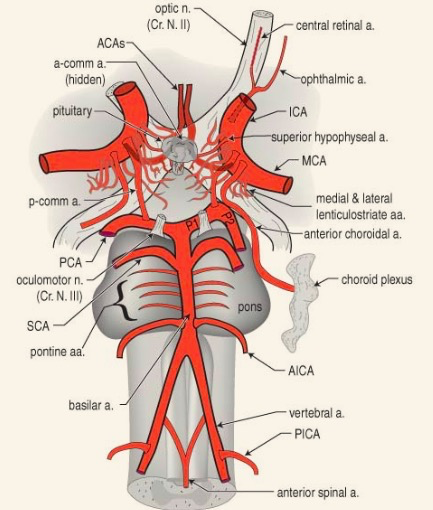 optic n.
(Cr. N. II)
central retinal a.
ACAs
a-comm a.
(hidden)
ophthalmic a.
pituitary
ICA
superior hypophyseal a.
MCA
p-comm a.
medial & lateral
lenticulostriate aa.
P1
P2
anterior choroidal a.
PCA
oculomotor n.
(Cr. N. III)
choroid plexus
SCA
pons
pontine aa.
AICA
basilar a.
vertebral a.
PICA
anterior spinal a.